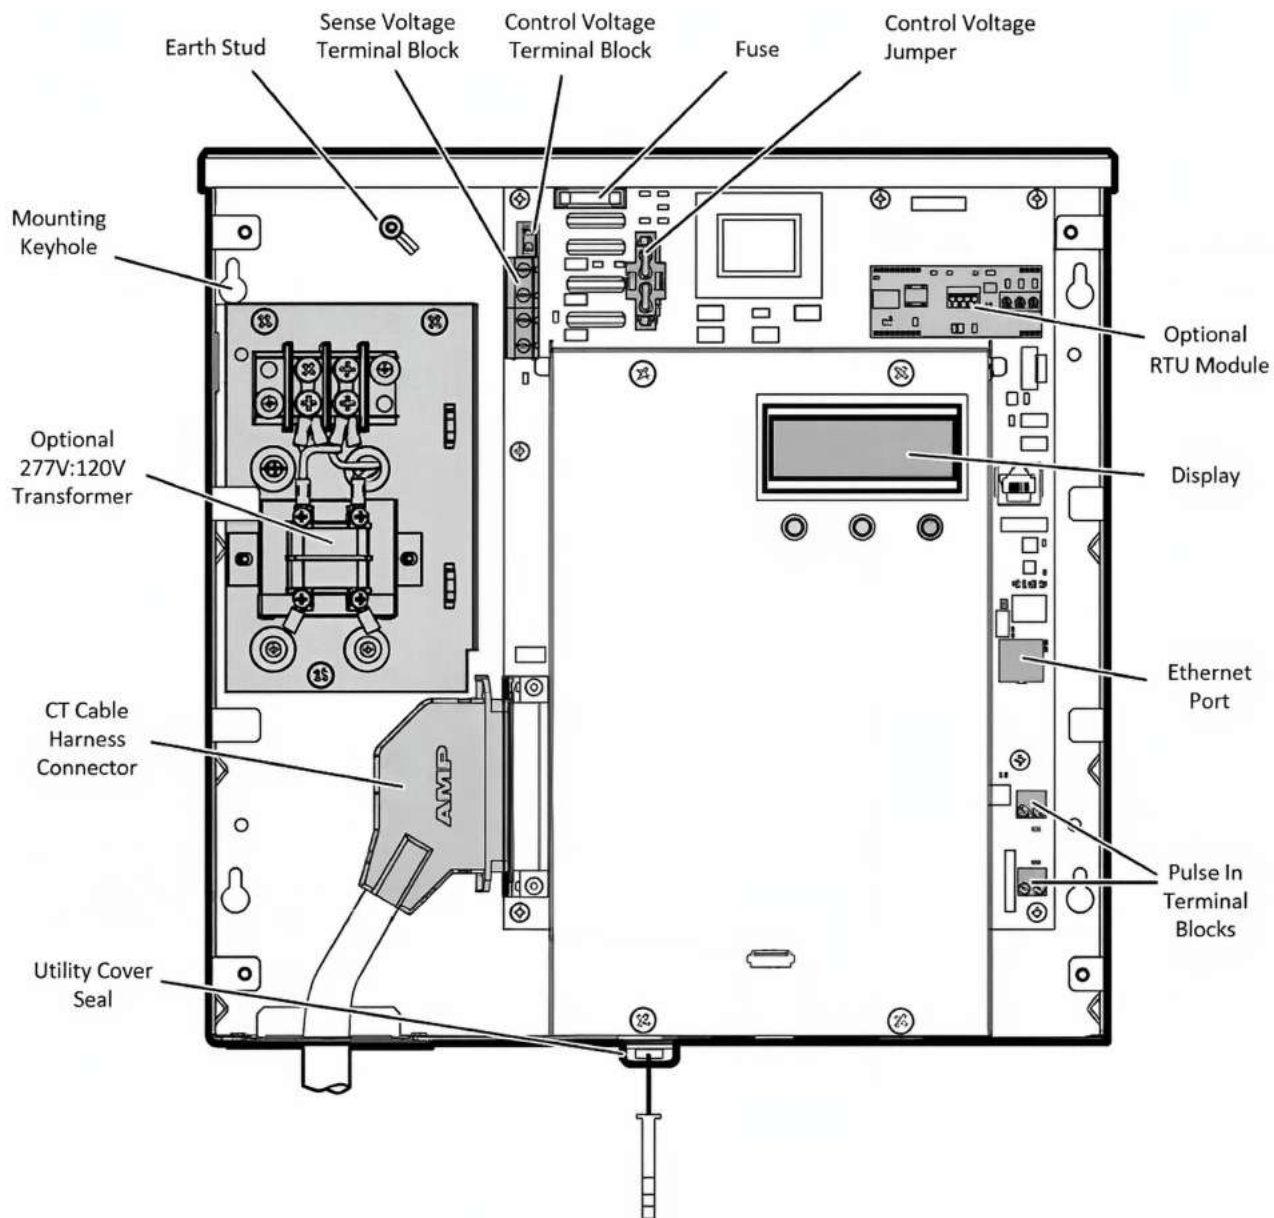 Sense Voltage
Terminal Block
Control Voltage
Terminal Block
Control Voltage
Jumper
Earth Stud
Fuse
Mounting
Keyhole
Optional
RTU Module
Optional
277V:120V
Transformer
Display
Ethernet
Port
CT Cable
Harness
Connector
AMP
Pulse In
Terminal
Blocks
Utility Cover
Seal